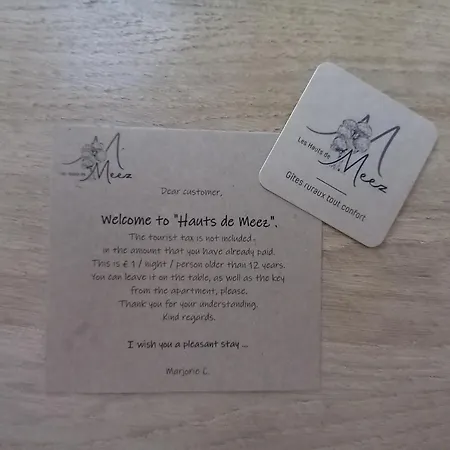 M
Meez
Dear customer,
Welcome to "Hauts de Meez".
The tourist tax is not included
in the amount that you have already paid.
This is € 1 / night / person older than 12 years.
You can leave it on the table, as well as the key
from the apartment, please.
Thank you for your understanding.
Kind regards.
I wish you a pleasant stay ...
Marjorie C.
M
Les Hauts de
Meez
Gîtes ruraux tout confort